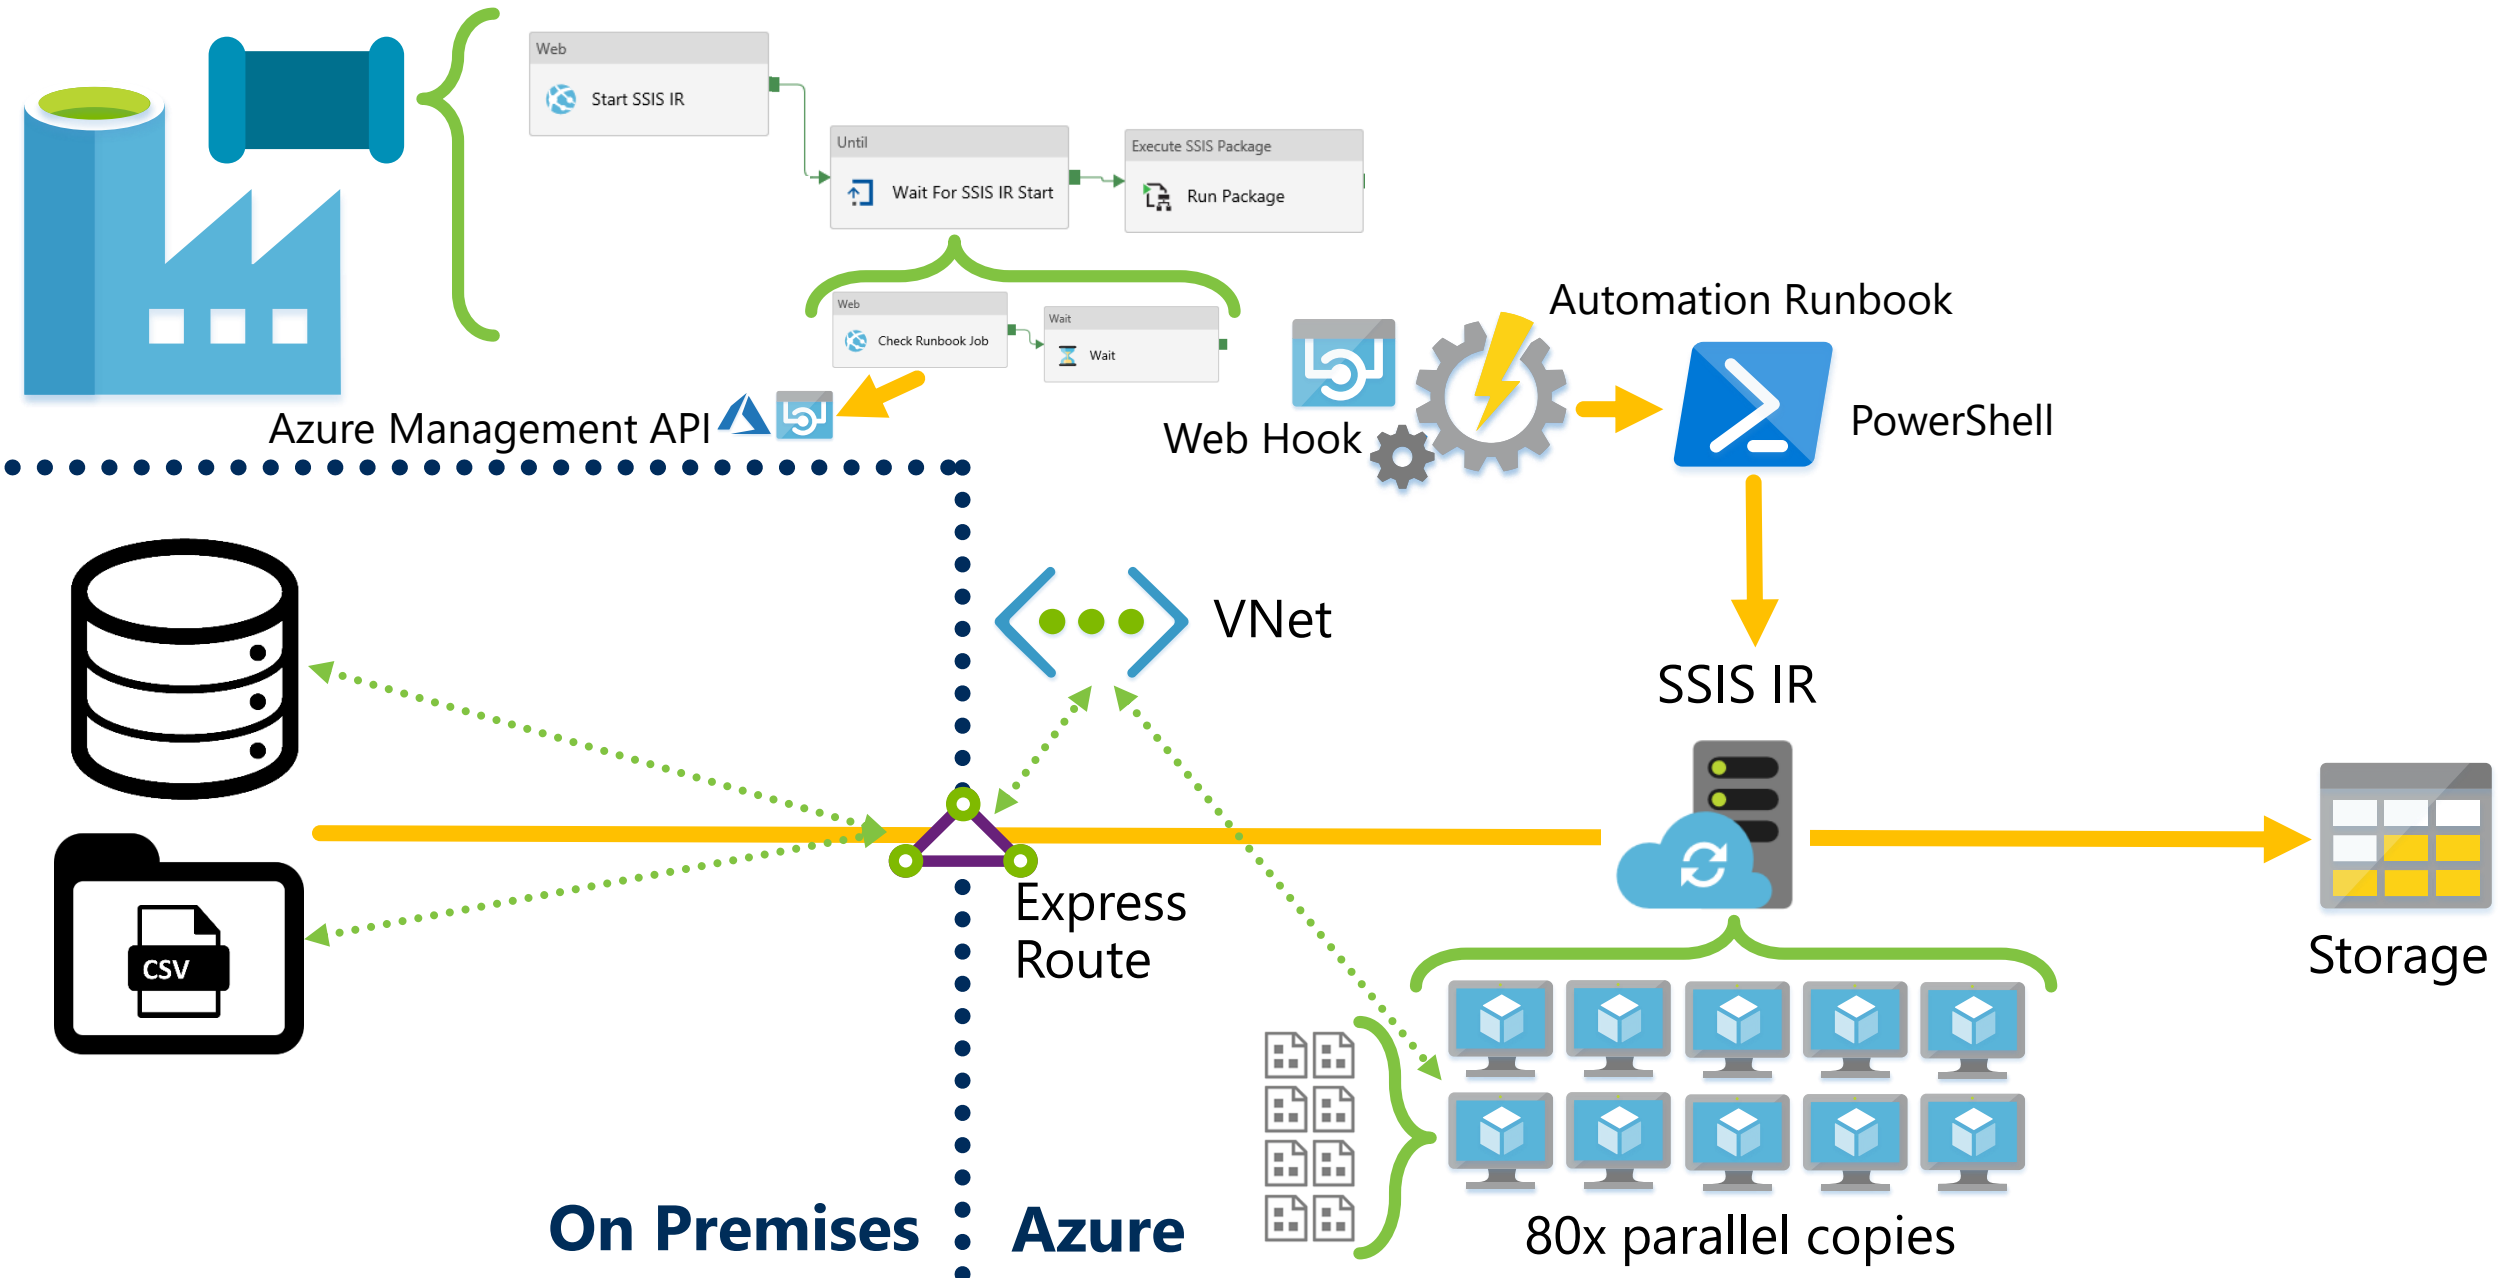 Web
Start SSIS IR
Until
Wait For SSIS IR Start
Execute SSIS Package
Run Package
Web
Check Runbook Job
Wait
Wait
Azure Management API
Automation Runbook
Web Hook
PowerShell
VNet
SSIS IR
Express
Route
CSV
Storage
80x parallel copies
On Premises
Azure